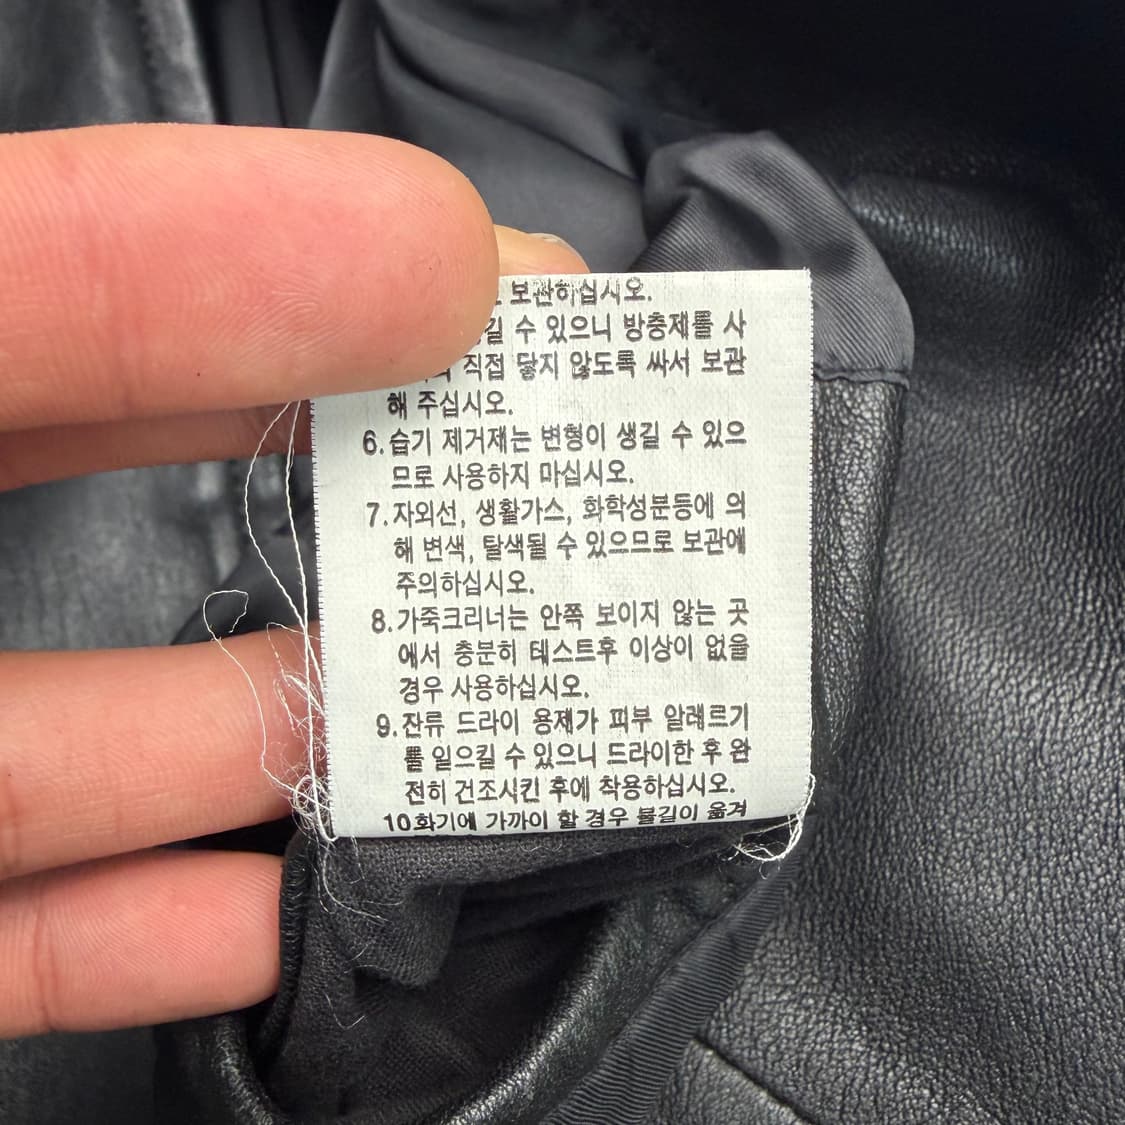 보관하십시오.
길 수 있으니 방충제를 사
직접 닿지 않도록 싸서 보관
해 주십시오.
6.습기 제거재는 변형이 생길 수 있으
므로 사용하지 마십시오.
7.자외선, 생활가스, 화학성분등에 의
해 변색, 탈색될 수 있으므로 보관에
주의하십시오.
8.가죽크리너는 안쪽 보이지 않는 곳
에서 충분히 테스트후 이상이 없을
경우 사용하십시오.
9.잔류 드라이 용제가 피부 알레르기
를 일으킬 수 있으니 드라이한 후 완
전히 건조시킨 후에 착용하십시오.
10화기에 가까이 할 경우 불길이 옮겨